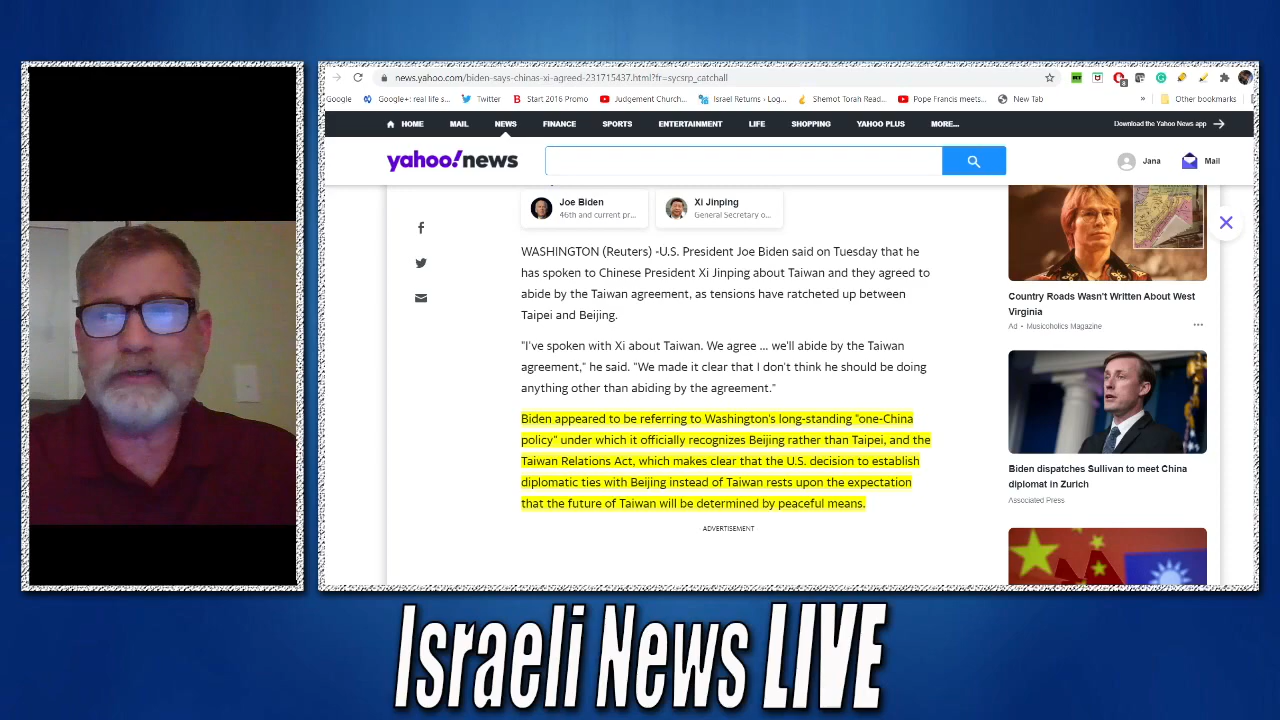 news.yahoo.com/biden-says-chinas-xi-agreed-231715437.html?fr=sycsrp_catchall
Google
Google+: real life s...
Twitter
Start 2016 Promo
Judgement Church...
Israel Returns › Log...
Shemot Torah Read...
Pope Francis meets...
New Tab
»
Other bookmarks
HOME
MAIL
NEWS
FINANCE
SPORTS
ENTERTAINMENT
LIFE
SHOPPING
YAHOO PLUS
MORE...
Download the Yahoo News app
yahoo!news
Jana
Mail
Joe Biden
46th and current pr...
Xi Jinping
General Secretary o...
WASHINGTON (Reuters) -U.S. President Joe Biden said on Tuesday that he
has spoken to Chinese President Xi Jinping about Taiwan and they agreed to
abide by the Taiwan agreement, as tensions have ratcheted up between
Taipei and Beijing.
"I've spoken with Xi about Taiwan. We agree ... we'll abide by the Taiwan
agreement," he said. "We made it clear that I don't think he should be doing
anything other than abiding by the agreement."
Biden appeared to be referring to Washington's long-standing "one-China
policy" under which it officially recognizes Beijing rather than Taipei, and the
Taiwan Relations Act, which makes clear that the U.S. decision to establish
diplomatic ties with Beijing instead of Taiwan rests upon the expectation
that the future of Taiwan will be determined by peaceful means.
ADVERTISEMENT
Country Roads Wasn't Written About West
Virginia
Ad • Musicoholics Magazine
Biden dispatches Sullivan to meet China
diplomat in Zurich
Associated Press
Israeli News LIVE